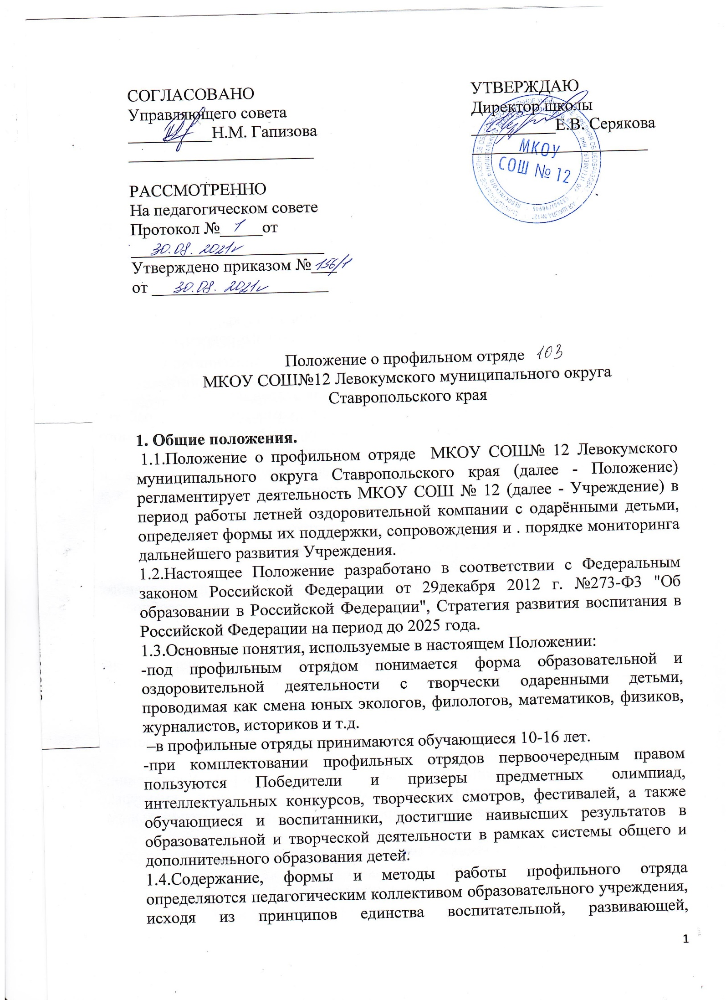 СОГЛАСОВАНО
Управляющего совета
__________Н.М. Гапизова
УТВЕРЖДАЮ
Директор школы
__________Е.В. Серякова
МКОУ
СОШ № 12
РАССМОТРЕННО
На педагогическом совете
Протокол № 1 от
30.08. 2021г
Утверждено приказом № 156/1
от 30.08. 2021г
Положение о профильном отряде 103
МКОУ СОШ№12 Левокумского муниципального округа
Ставропольского края
1. Общие положения.
1.1.Положение о профильном отряде МКОУ СОШ№ 12 Левокумского
муниципального округа Ставропольского края (далее - Положение)
регламентирует деятельность МКОУ СОШ № 12 (далее - Учреждение) в
период работы летней оздоровительной компании с одарёнными детьми,
определяет формы их поддержки, сопровождения и . порядке мониторинга
дальнейшего развития Учреждения.
1.2.Настоящее Положение разработано в соответствии с Федеральным
законом Российской Федерации от 29декабря 2012 г. №273-ФЗ "Об
образовании в Российской Федерации", Стратегия развития воспитания в
Российской Федерации на период до 2025 года.
1.3.Основные понятия, используемые в настоящем Положении:
-под профильным отрядом понимается форма образовательной и
оздоровительной деятельности с творчески одаренными детьми,
проводимая как смена юных экологов, филологов, математиков, физиков,
журналистов, историков и т.д.
–в профильные отряды принимаются обучающиеся 10-16 лет.
-при комплектовании профильных отрядов первоочередным правом
пользуются Победители и призеры предметных олимпиад,
интеллектуальных конкурсов, творческих смотров, фестивалей, а также
обучающиеся и воспитанники, достигшие наивысших результатов в
образовательной и творческой деятельности в рамках системы общего и
дополнительного образования детей.
1.4.Содержание, формы и методы работы профильного отряда
определяются педагогическим коллективом образовательного учреждения,
исходя из принципов единства воспитательной, развивающей,
1